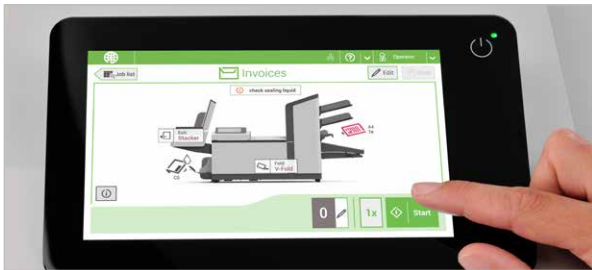 Operator
Job list
Invoices
Edit
check sealing liquid
Exit
Stacker
A4
C5
Fold
V-Fold
0
1x
Start